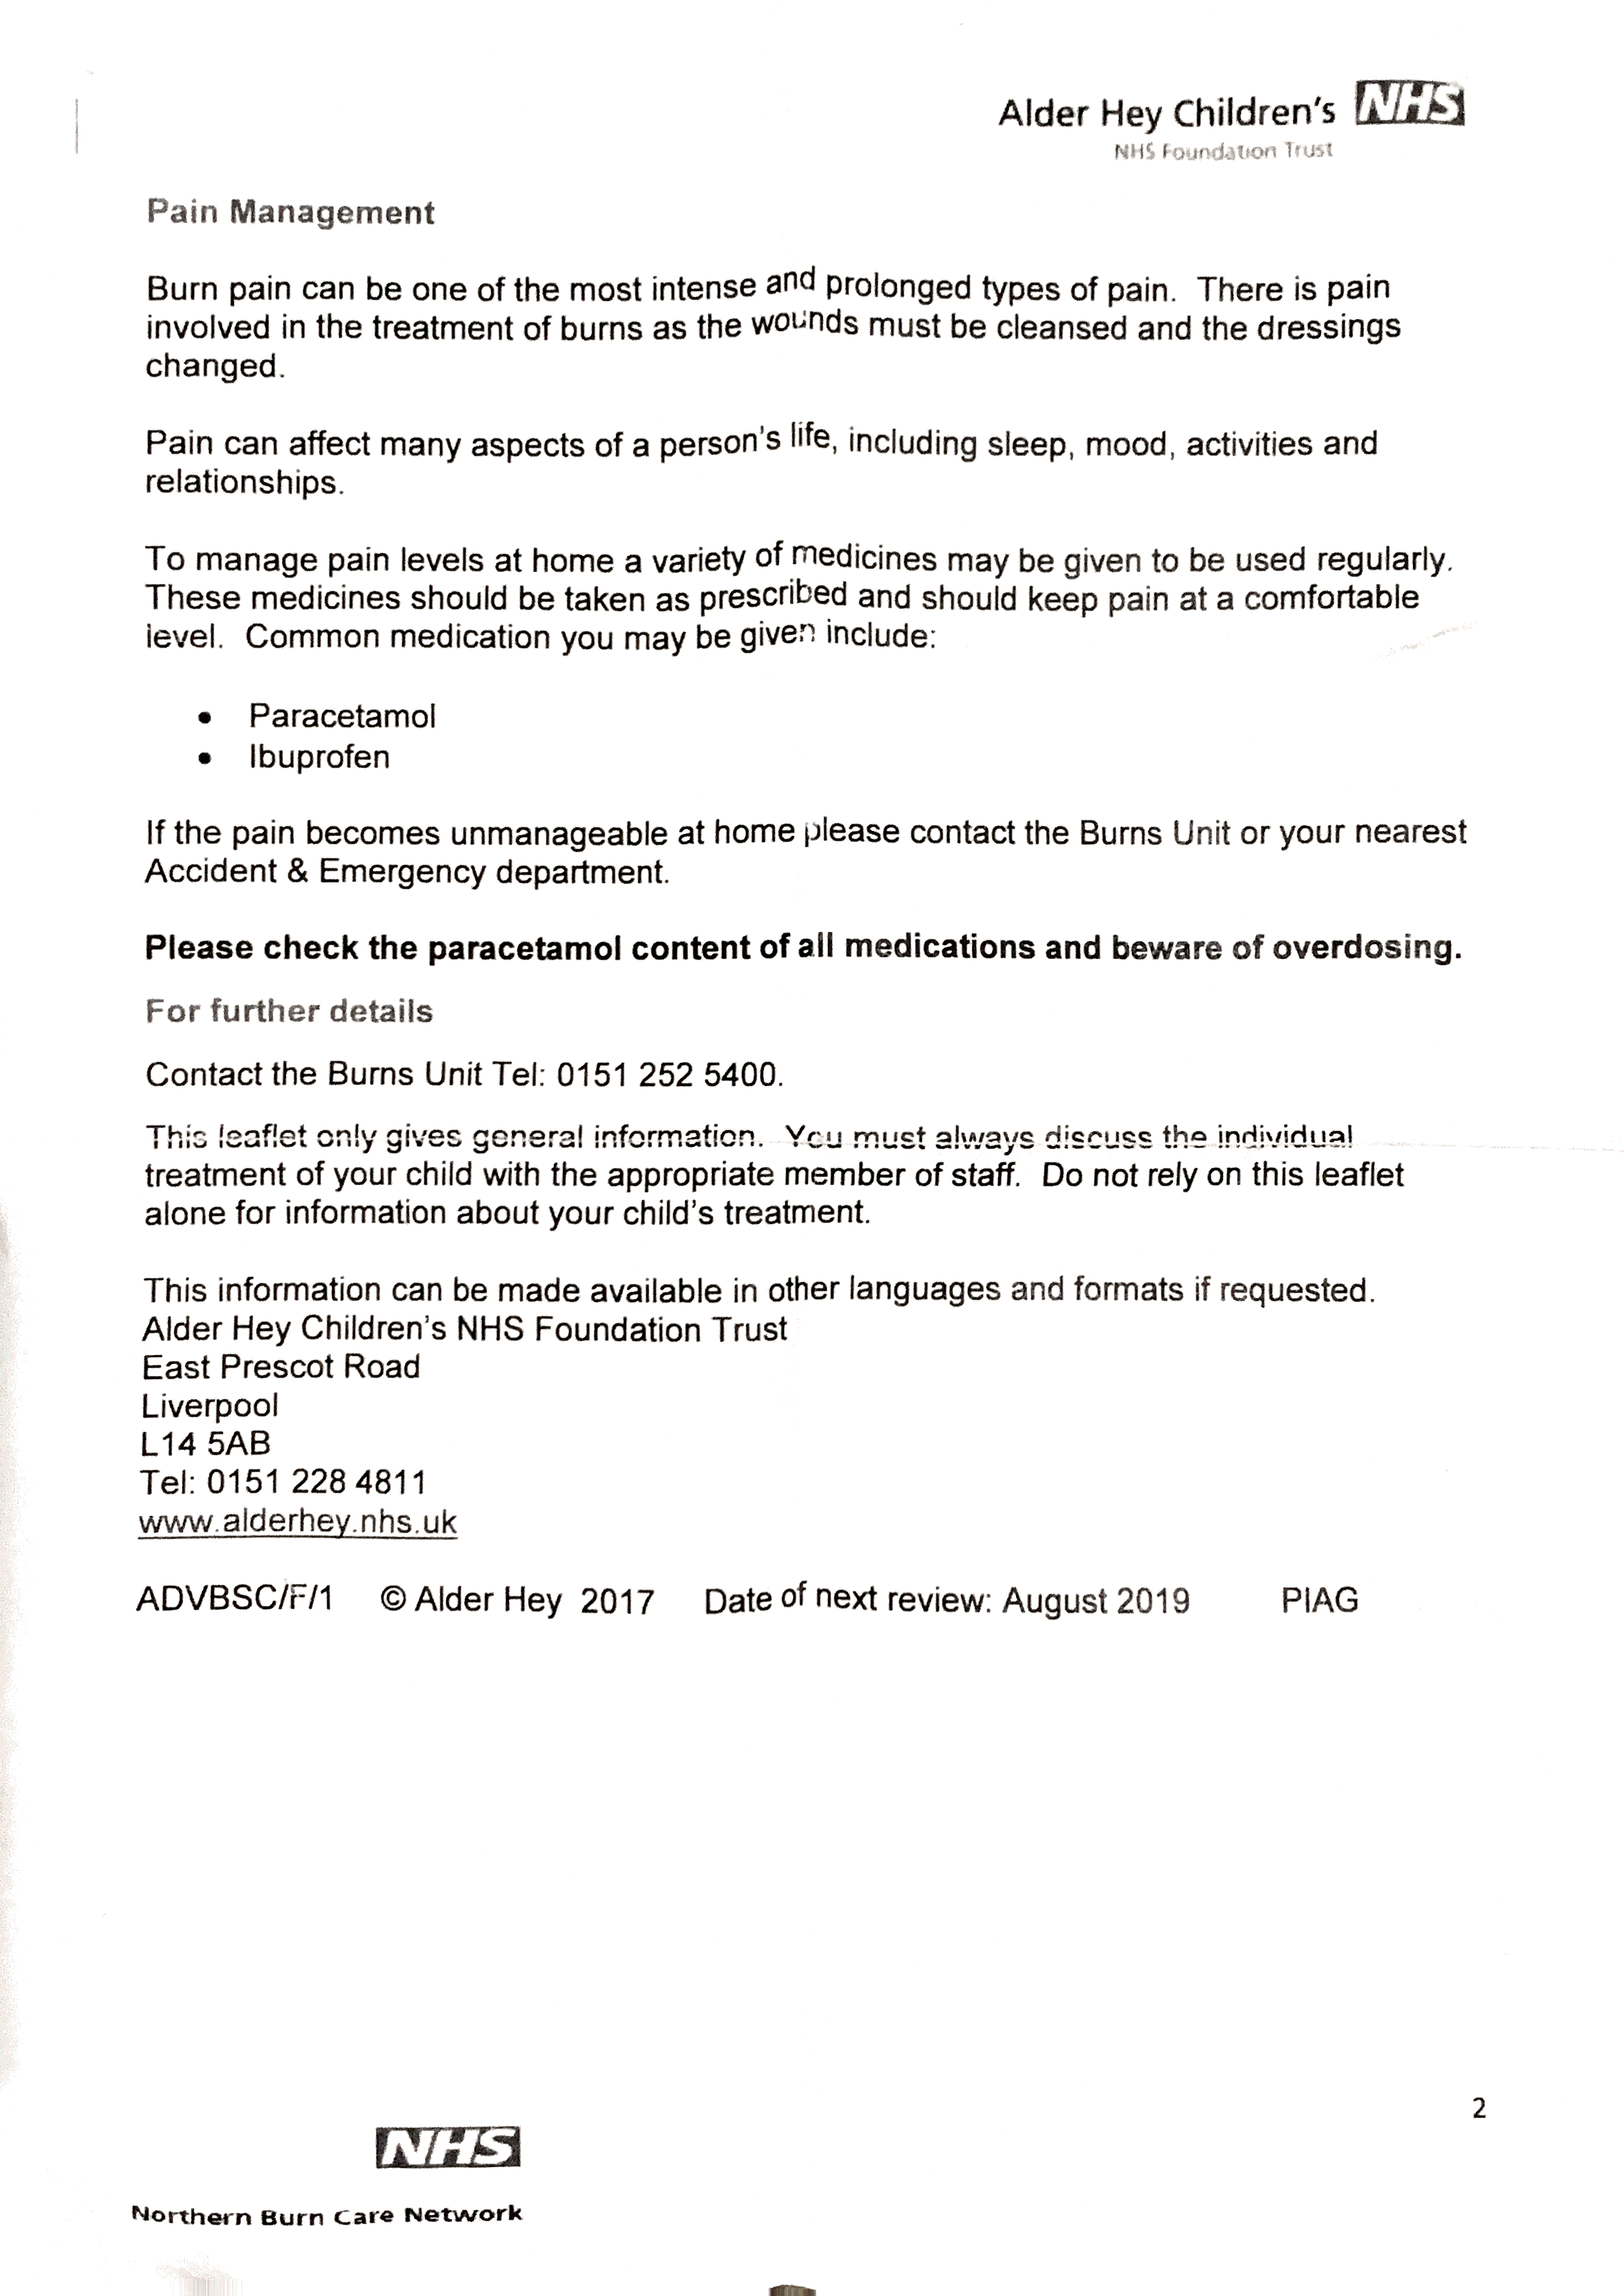 Alder Hey Children's NHS
NHS Foundation Trust
Pain Management
Burn pain can be one of the most intense and prolonged types of pain. There is pain
involved in the treatment of burns as the wounds must be cleansed and the dressings
changed.
Pain can affect many aspects of a person's life, including sleep, mood, activities and
relationships.
To manage pain levels at home a variety of medicines may be given to be used regularly.
These medicines should be taken as prescribed and should keep pain at a comfortable
level. Common medication you may be given include:
• Paracetamol
• Ibuprofen
If the pain becomes unmanageable at home please contact the Burns Unit or your nearest
Accident & Emergency department.
Please check the paracetamol content of all medications and beware of overdosing.
For further details
Contact the Burns Unit Tel: 0151 252 5400.
This leaflet only gives general information. You must always discuss the individual
treatment of your child with the appropriate member of staff. Do not rely on this leaflet
alone for information about your child's treatment.
This information can be made available in other languages and formats if requested.
Alder Hey Children's NHS Foundation Trust
East Prescot Road
Liverpool
L14 5AB
Tel: 0151 228 4811
www.alderhey.nhs.uk
ADVBSC/F/1 © Alder Hey 2017 Date of next review: August 2019 PIAG
2
NHS
Northern Burn Care Network